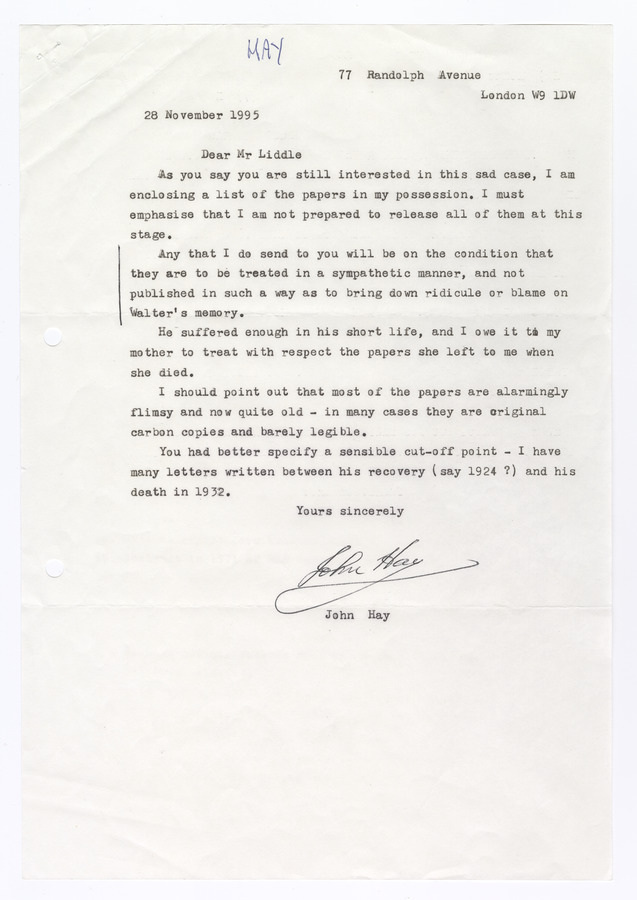 MAY
77 Randolph Avenue
London W9 1DW
28 November 1995
Dear Mr Liddle
As you say you are still interested in this sad case, I am
enclosing a list of the papers in my possession. I must
emphasise that I am not prepared to release all of them at this
stage.
Any that I do send to you will be on the condition that
they are to be treated in a sympathetic manner, and not
published in such a way as to bring down ridicule or blame on
Walter's memory.
He suffered enough in his short life, and I owe it to my
mother to treat with respect the papers she left to me when
she died.
I should point out that most of the papers are alarmingly
flimsy and now quite old - in many cases they are original
carbon copies and barely legible.
You had better specify a sensible cut-off point - I have
many letters written between his recovery (say 1924 ?) and his
death in 1932.
Yours sincerely
John Hay
John Hay